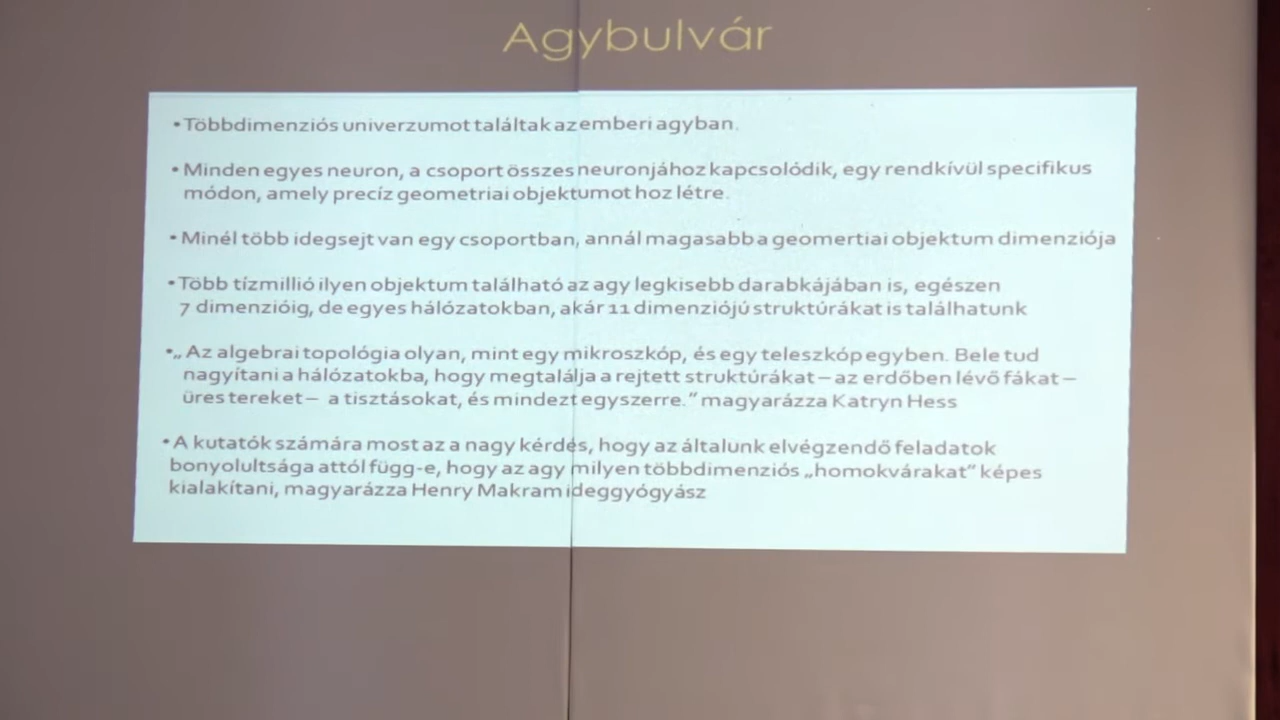 Agybulvár
• Többdimenziós univerzumot találtak az emberi agyban.
• Minden egyes neuron, a csoport összes neuronjához kapcsolódik, egy rendkívül specifikus
módon, amely precíz geometriai objektumot hoz létre.
• Minél több idegsejt van egy csoportban, annál magasabb a geomertiai objektum dimenziója
• Több tízmillió ilyen objektum található az agy legkisebb darabkájában is, egészen
7 dimenzióig, de egyes hálózatokban, akár 11 dimenziójú struktúrákat is találhatunk
• „ Az algebrai topológia olyan, mint egy mikroszkóp, és egy teleszkóp egyben. Bele tud
nagyítani a hálózatokba, hogy megtalálja a rejtett struktúrákat – az erdőben lévő fákat –
üres tereket – a tisztásokat, és mindezt egyszerre.” magyarázza Katryn Hess
• A kutatók számára most az a nagy kérdés, hogy az általunk elvégzendő feladatok
bonyolultsága attól függ-e, hogy az agy milyen többdimenziós „homokvárakat” képes
kialakítani, magyarázza Henry Makram ideggyógyász